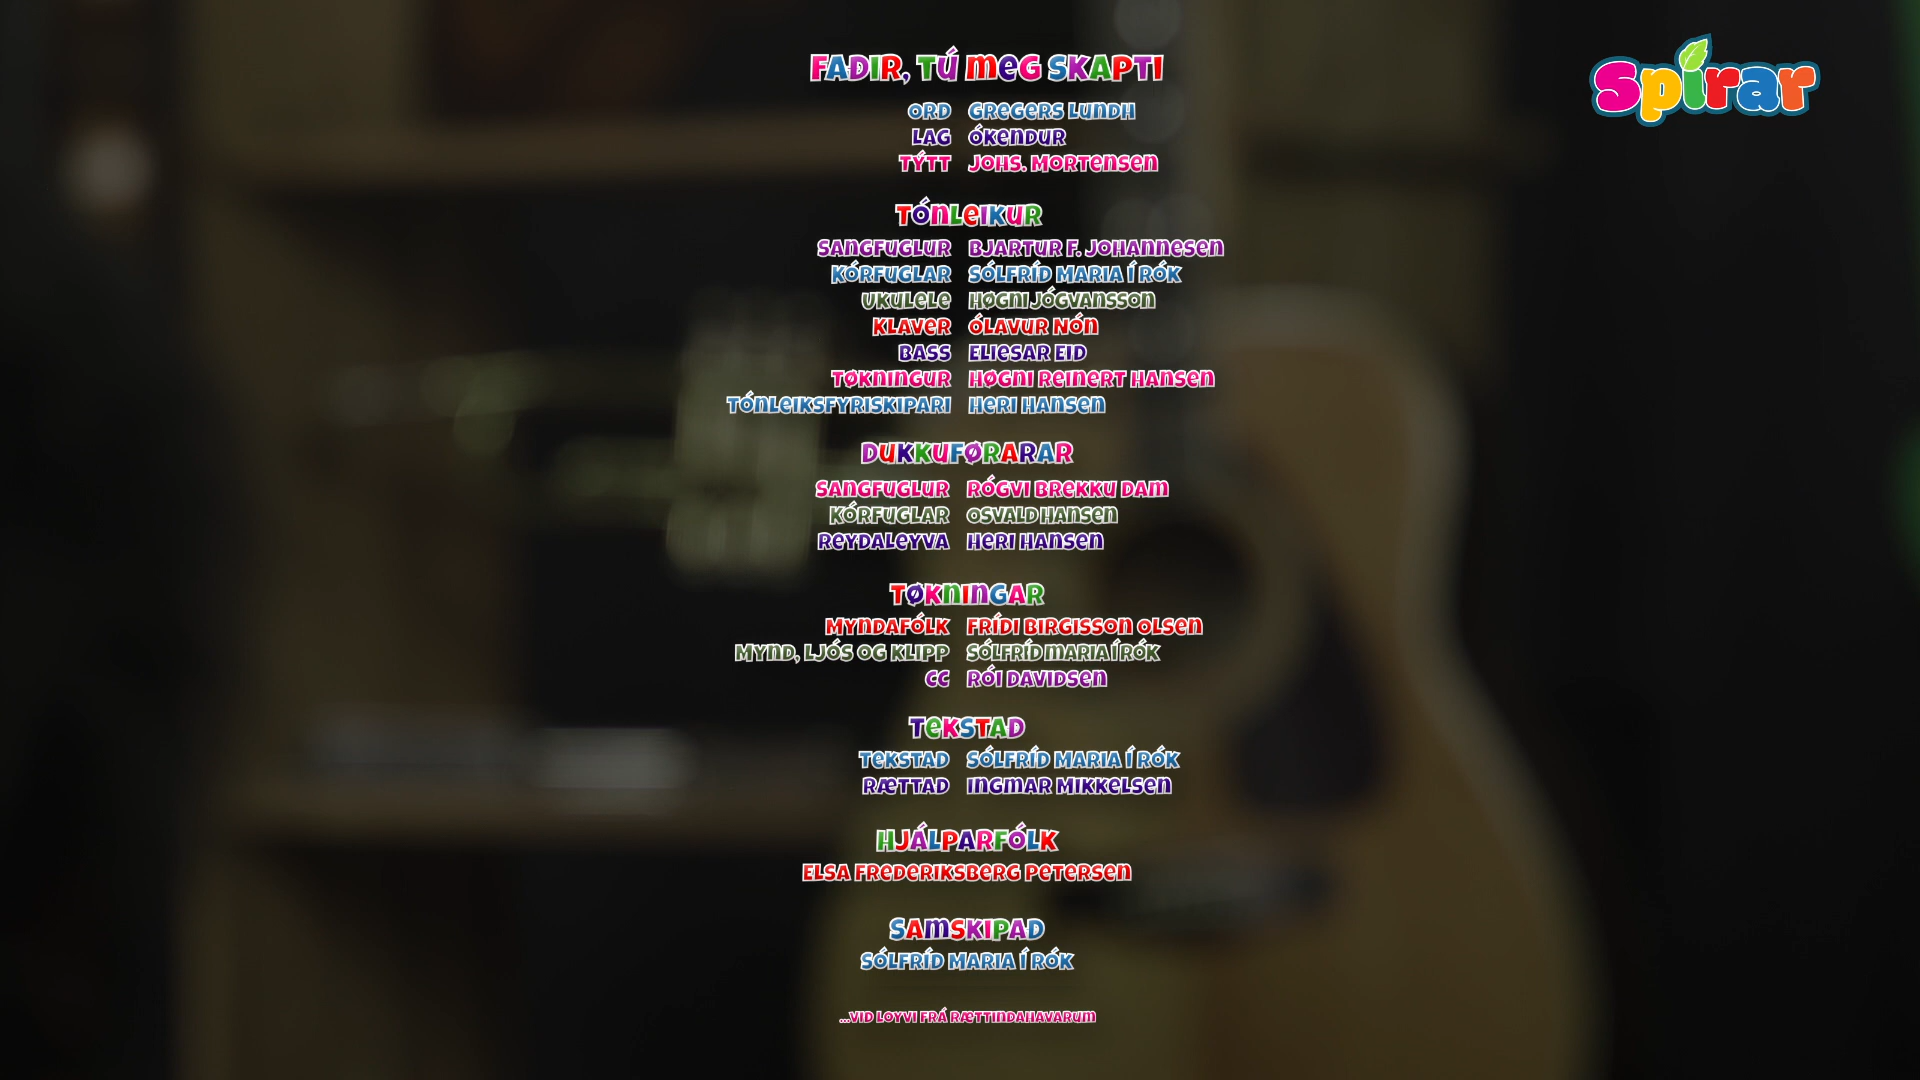 Spírar
FADIR, TÚ MEG SKAPTI
ORD GREGERS LUNDH
LAG ÓKENDUR
TÝTT JOHS. MORTENSEN
TÓNLEIKUR
SANGFUGLUR BJARTUR F. JOHANNESEN
KÓRFUGLAR SÓLFRÍD MARIA Í RÓK
UKULELE HØGNI JÓGVANSSON
KLAVER ÓLAVUR NÓN
BASS ELIESAR EID
TØKNINGUR HØGNI REINERT HANSEN
TÓNLEIKSFYRISKIPARI HERI HANSEN
DUKKUFØRARAR
SANGFUGLUR RÓGVI BREKKU DAM
KÓRFUGLAR OSVALD HANSEN
REYDALEYVA HERI HANSEN
TØKNINGAR
MYNDAFÓLK FRÍDI BIRGISSON OLSEN
MYND, LJÓS OG KLIPP SÓLFRÍD MARIA Í RÓK
CC RÓI DAVIDSEN
TEKSTAD
TEKSTAD SÓLFRÍD MARIA Í RÓK
RÆTTAD INGMAR MIKKELSEN
HJÁLPARFÓLK
ELSA FREDERIKSBERG PETERSEN
SAMSKIPAD
SÓLFRÍD MARIA Í RÓK
...VID LOYVI FRÁ RÆTTINDAHAVARUM